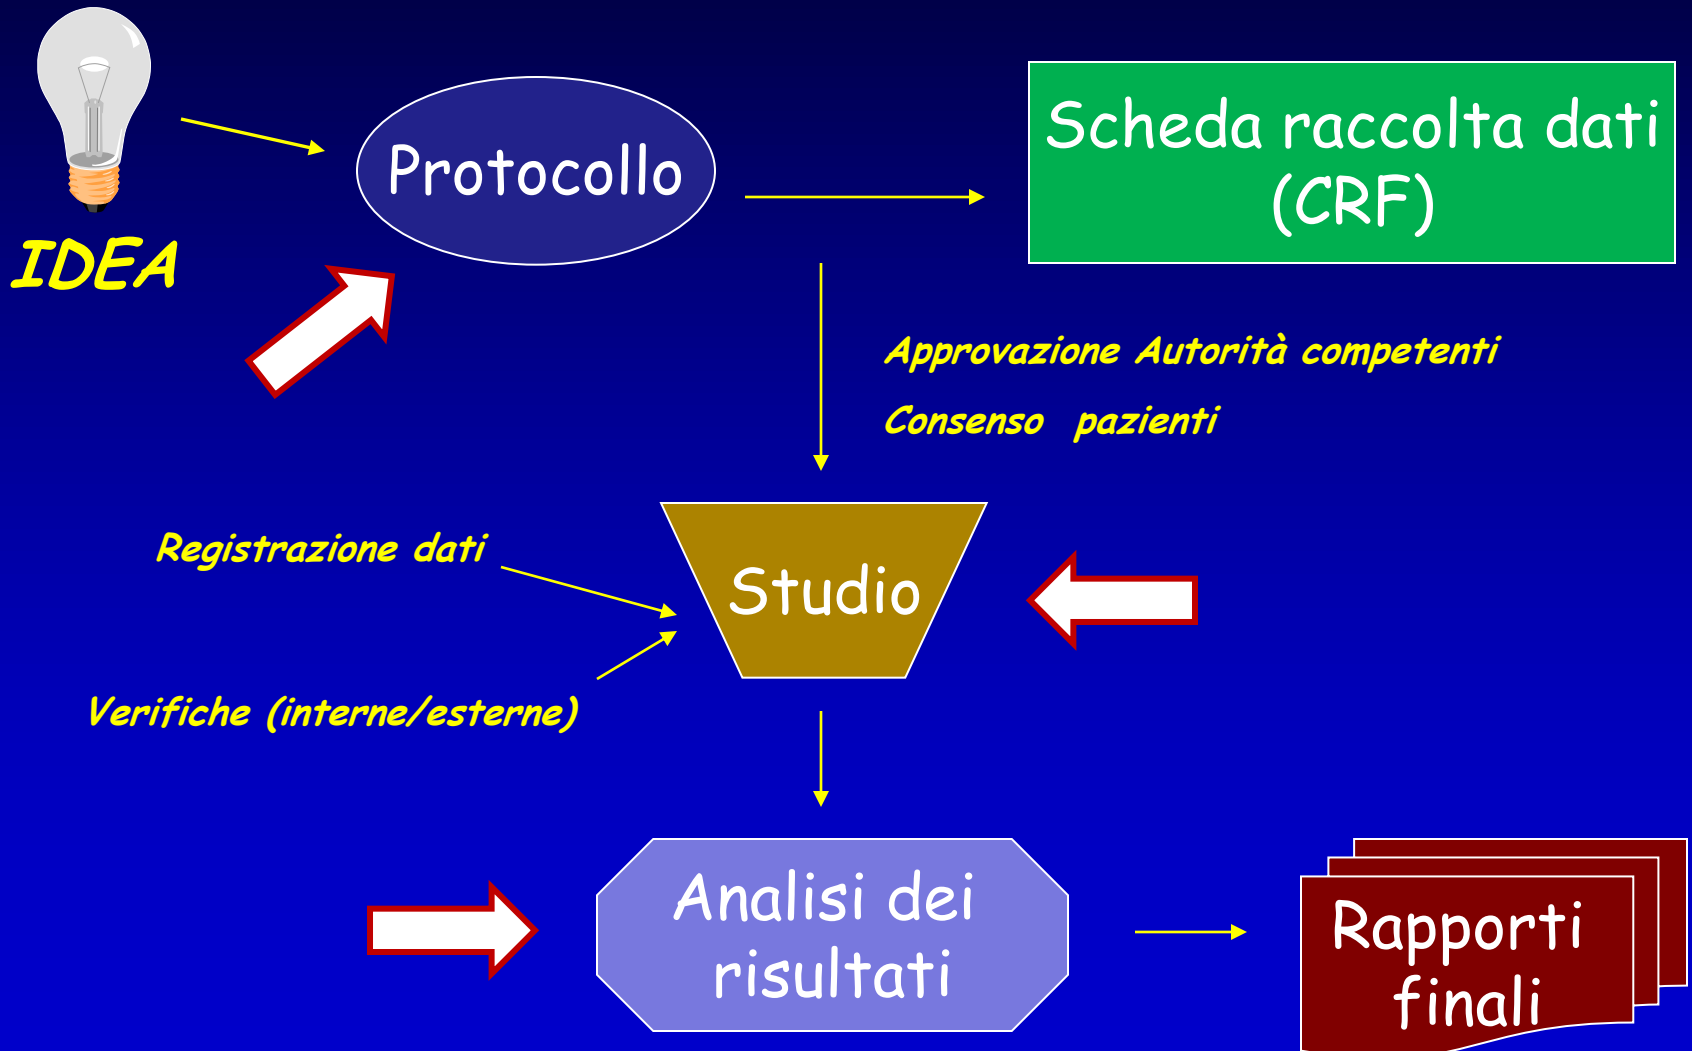 IDEA
Protocollo
Scheda raccolta dati
(CRF)
Approvazione Autorità competenti
Consenso pazienti
Registrazione dati
Studio
Verifiche (interne/esterne)
Analisi dei
risultati
Rapporti
finali